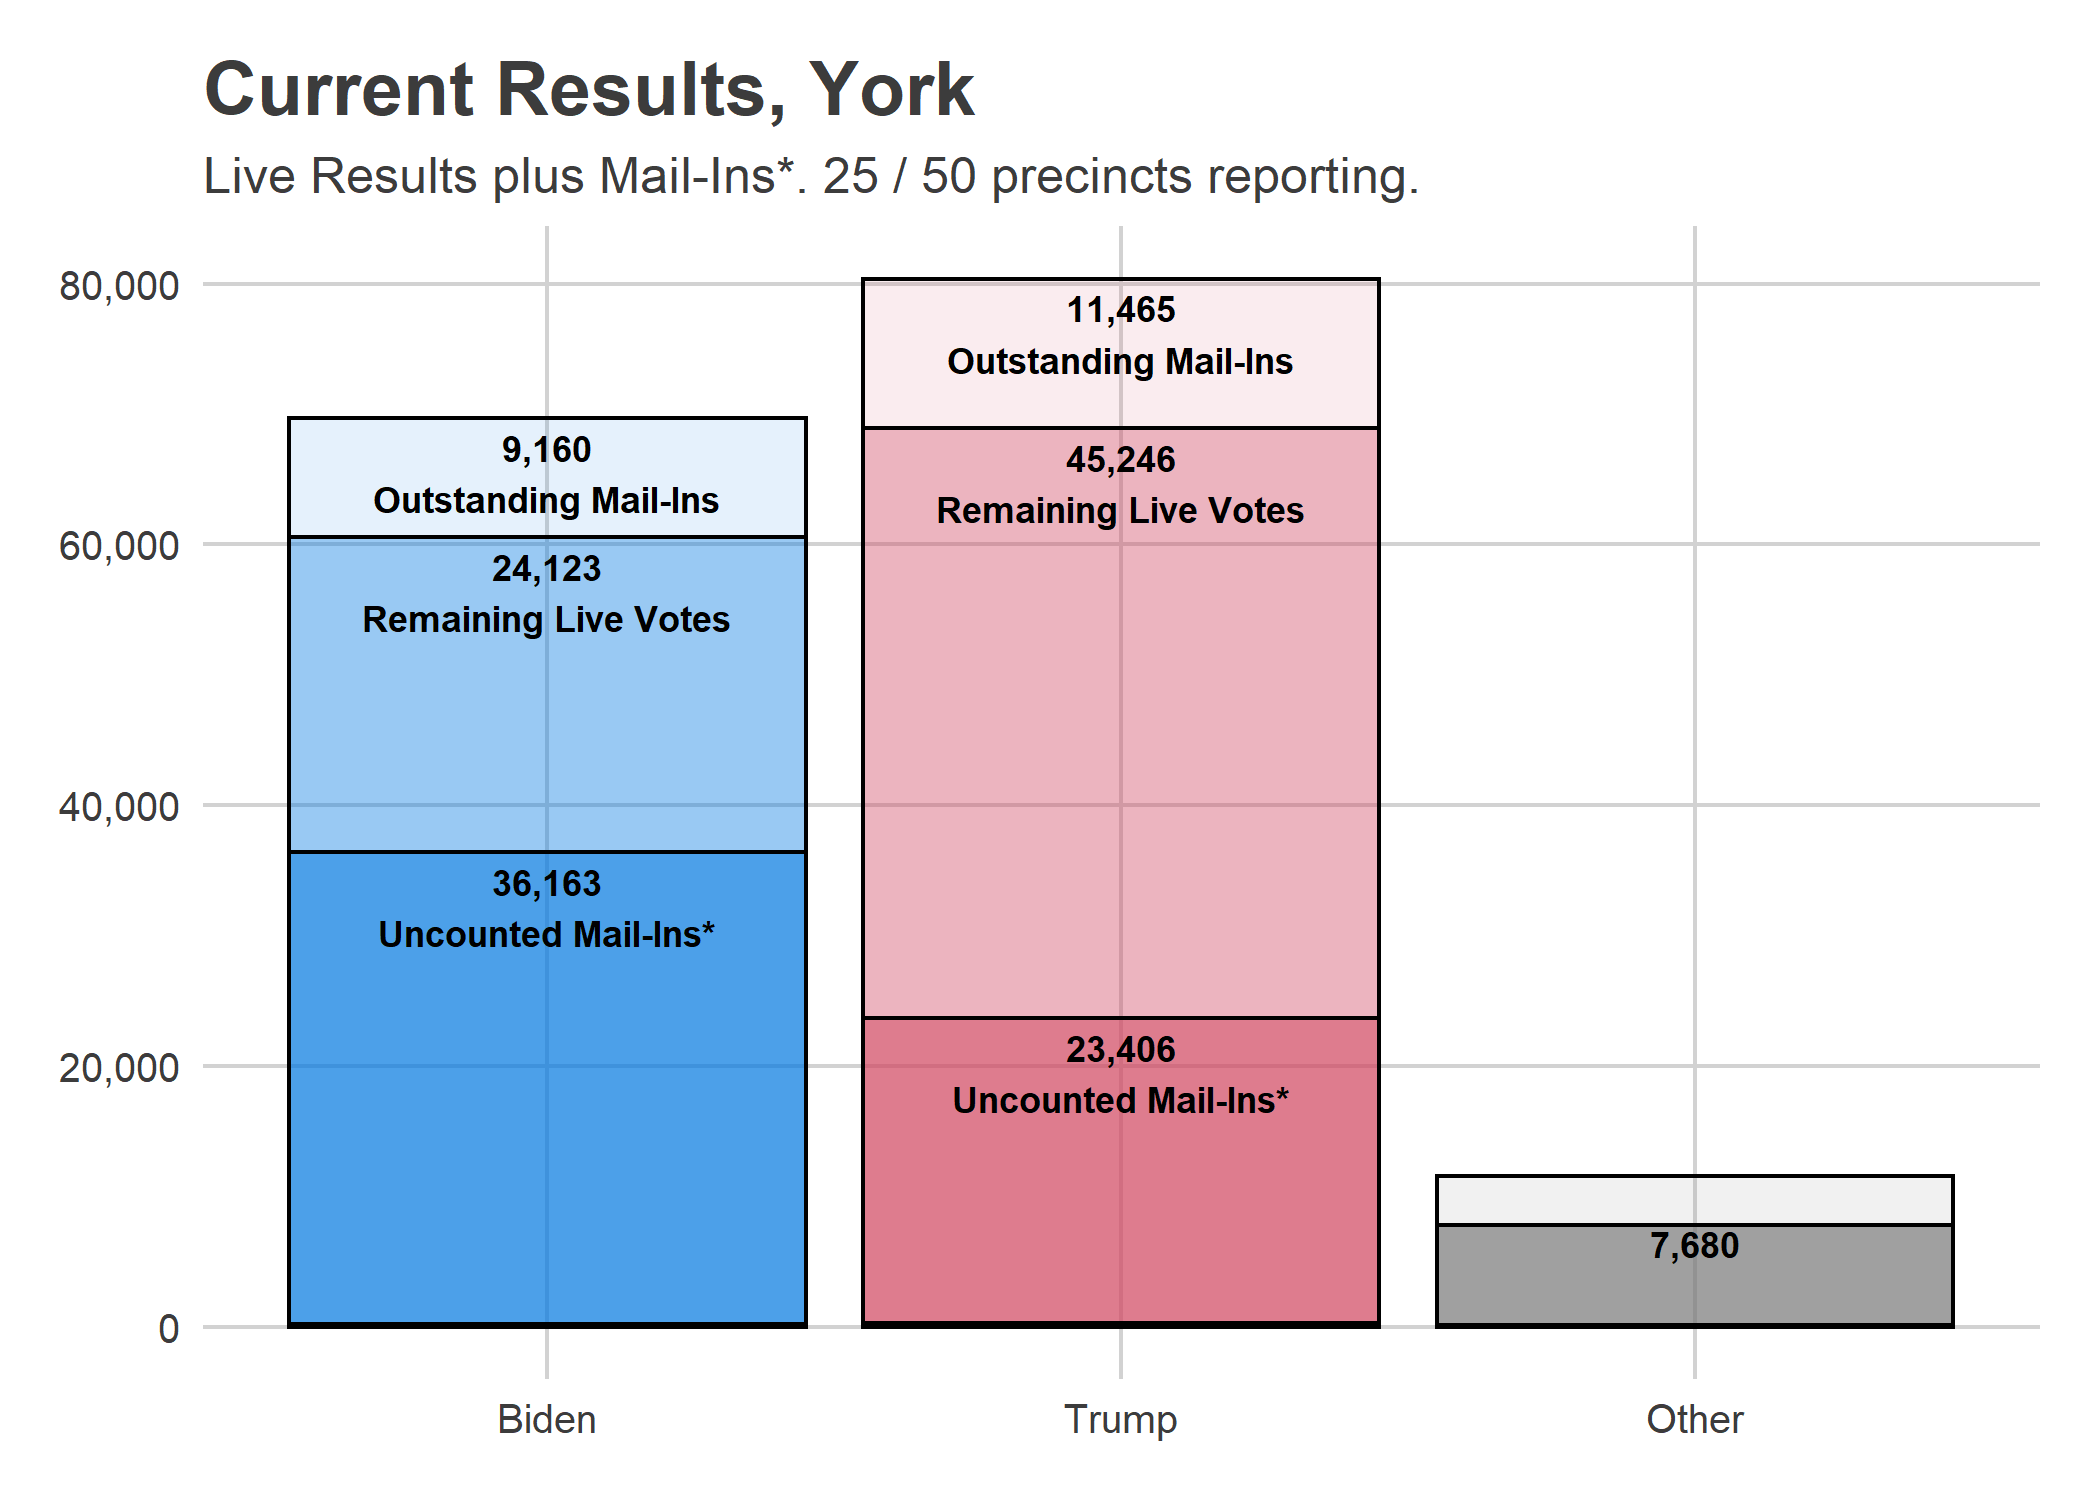 Current Results, York
Live Results plus Mail-Ins*. 25 / 50 precincts reporting.
80,000
60,000
40,000
20,000
0
9,160
Outstanding Mail-Ins
24,123
Remaining Live Votes
36,163
Uncounted Mail-Ins*
11,465
Outstanding Mail-Ins
45,246
Remaining Live Votes
23,406
Uncounted Mail-Ins*
7,680
Biden
Trump
Other